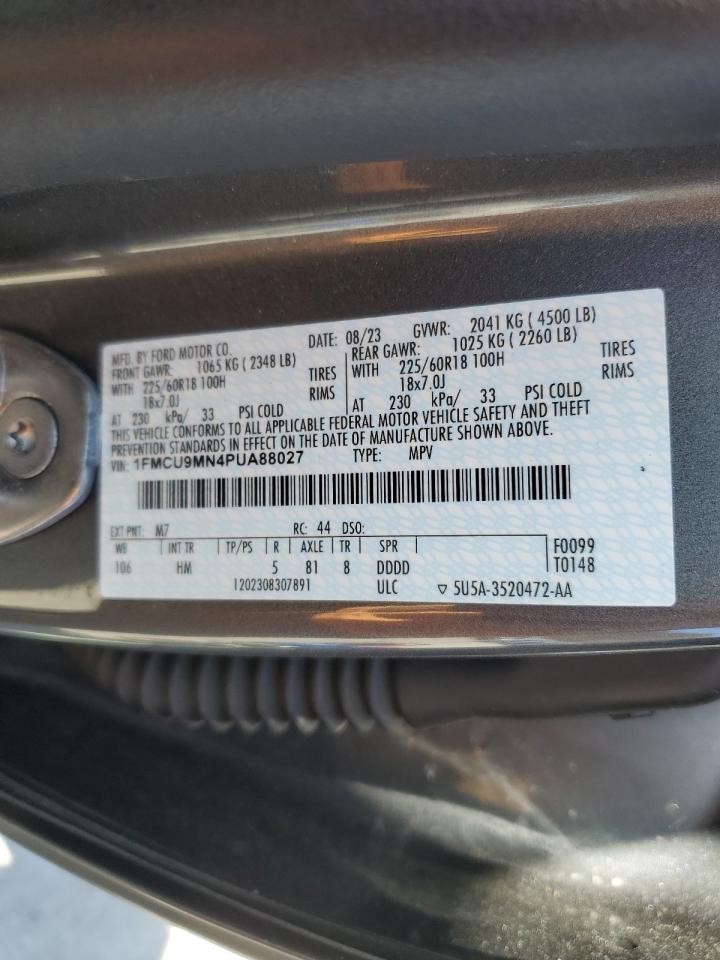 MFD. BY FORD MOTOR CO. DATE: 08/23 GVWR: 2041 KG ( 4500 LB)
FRONT GAWR: 1065 KG ( 2348 LB) REAR GAWR: 1025 KG ( 2260 LB)
WITH 225/60R18 100H TIRES WITH 225/60R18 100H TIRES
18x7.0J RIMS 18x7.0J RIMS
AT 230 kPa/ 33 PSI COLD AT 230 kPa/ 33 PSI COLD
THIS VEHICLE CONFORMS TO ALL APPLICABLE FEDERAL MOTOR VEHICLE SAFETY AND THEFT
PREVENTION STANDARDS IN EFFECT ON THE DATE OF MANUFACTURE SHOWN ABOVE.
VIN: 1FMCU9MN4PUA88027 TYPE: MPV
EXT PNT: M7 RC: 44 DSO:
WB INT TR TP/PS R AXLE TR SPR F0099
106 HM 5 81 8 DDDD T0148
1202308307891 ULC ▽ 5U5A-3520472-AA